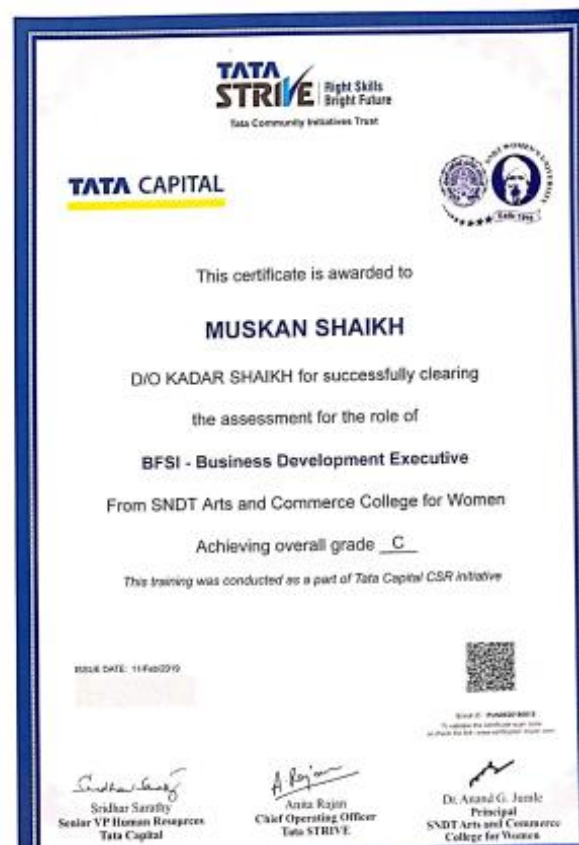 TATA
STRIVE
Right Skills
Bright Future
Tata Community Initiatives Trust
TATA CAPITAL
SNDT WOMEN'S UNIVERSITY
This certificate is awarded to
MUSKAN SHAIKH
D/O KADAR SHAIKH for successfully clearing
the assessment for the role of
BFSI - Business Development Executive
From SNDT Arts and Commerce College for Women
Achieving overall grade C
This training was conducted as a part of Tata Capital CSR initiative
ISSUE DATE: 11/Feb/2019
Sridhar Sarathy
Senior VP Human Resources
Tata Capital
Anita Rajan
Chief Operating Officer
Tata STRIVE
Dr. Anand G. Jumle
Principal
SNDT Arts and Commerce
College for Women